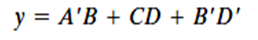 y = A'B + CD + B'D'